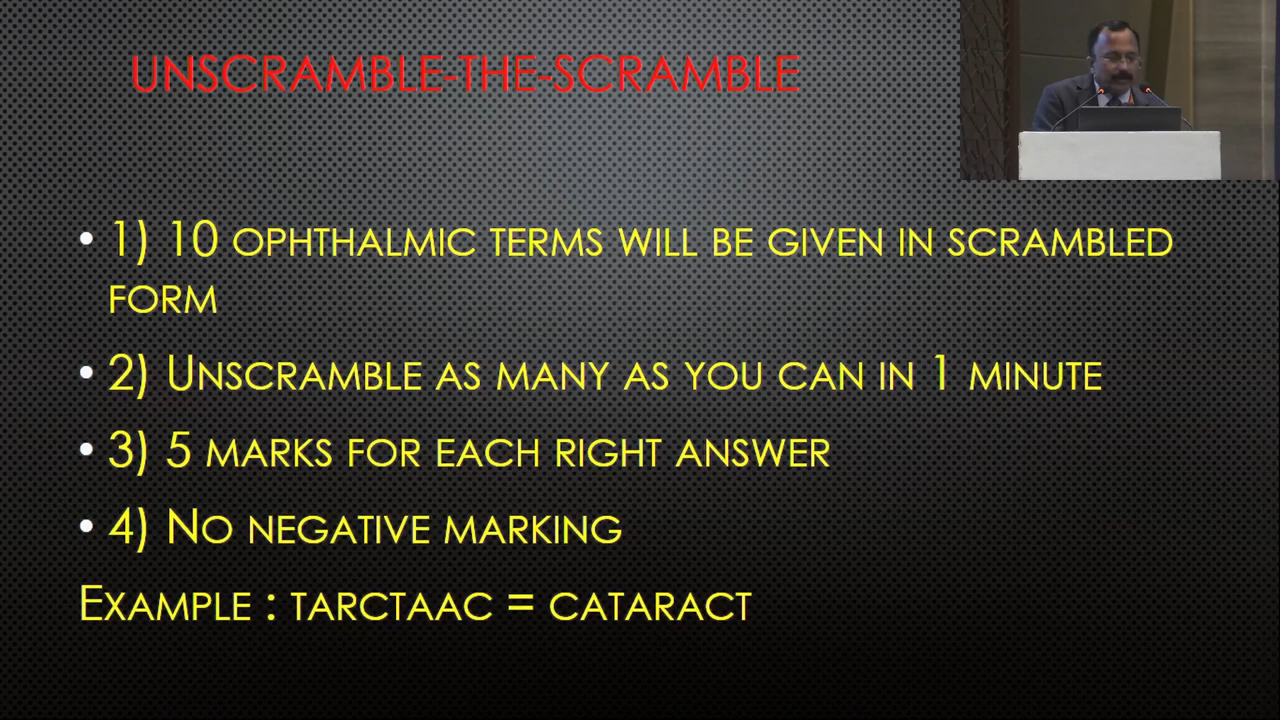 UNSCRAMBLE-THE-SCRAMBLE
• 1) 10 OPHTHALMIC TERMS WILL BE GIVEN IN SCRAMBLED
FORM
• 2) UNSCRAMBLE AS MANY AS YOU CAN IN 1 MINUTE
• 3) 5 MARKS FOR EACH RIGHT ANSWER
• 4) NO NEGATIVE MARKING
EXAMPLE : TARCTAAC = CATARACT